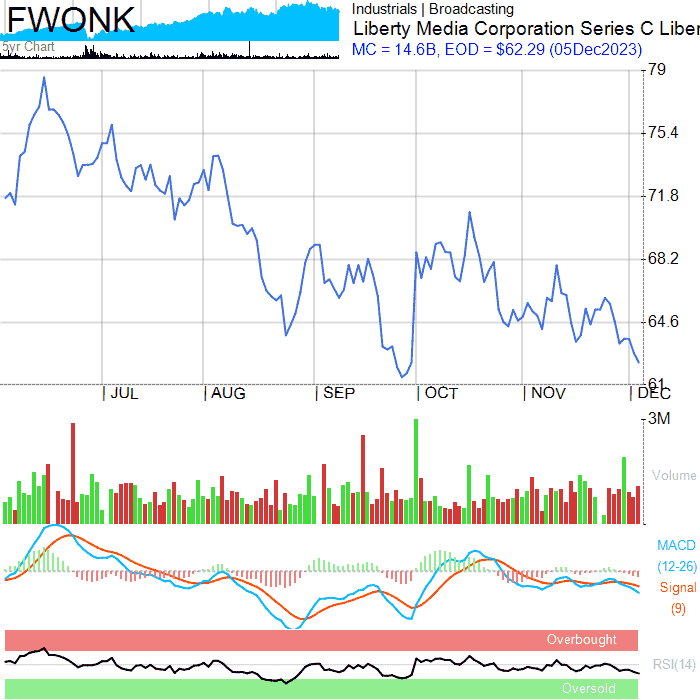 FWONK
5yr Chart
Industrials | Broadcasting
Liberty Media Corporation Series C Liber
MC = 14.6B, EOD = $62.29 (05Dec2023)
79
75.4
71.8
68.2
64.6
61
| JUL | AUG | SEP | OCT | NOV | DEC
3M
Volume
MACD
(12-26)
Signal
(9)
Overbought
RSI(14)
Oversold